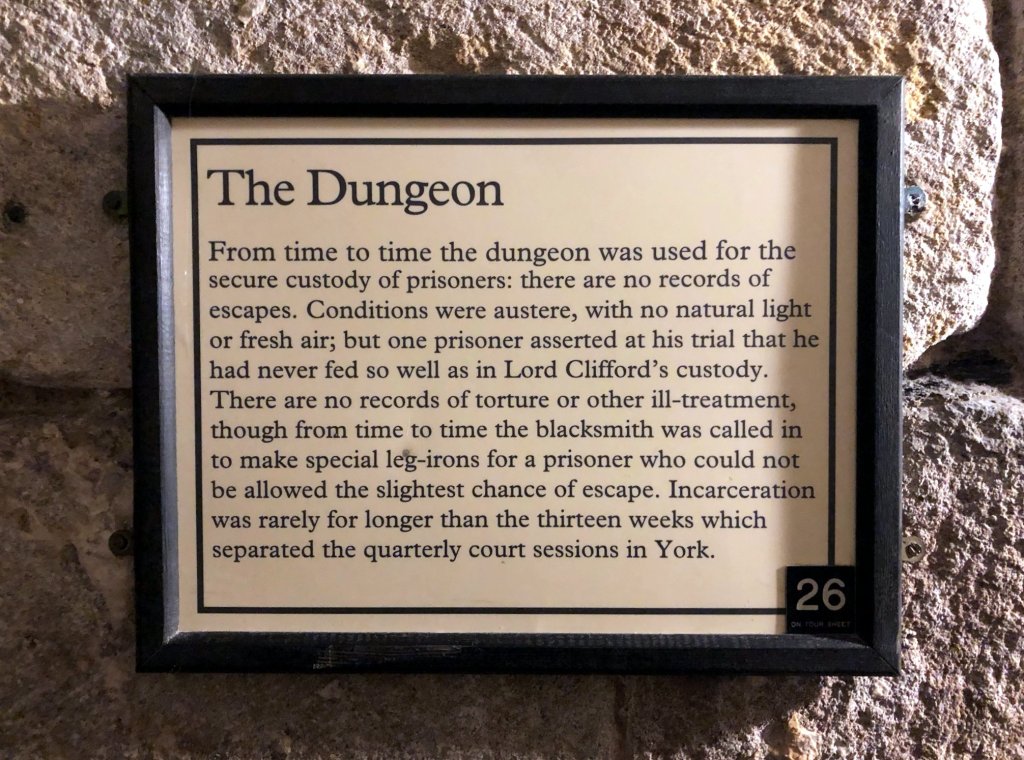 The Dungeon
From time to time the dungeon was used for the
secure custody of prisoners: there are no records of
escapes. Conditions were austere, with no natural light
or fresh air; but one prisoner asserted at his trial that he
had never fed so well as in Lord Clifford's custody.
There are no records of torture or other ill-treatment,
though from time to time the blacksmith was called in
to make special leg-irons for a prisoner who could not
be allowed the slightest chance of escape. Incarceration
was rarely for longer than the thirteen weeks which
separated the quarterly court sessions in York.
26
ON TOUR SHEET